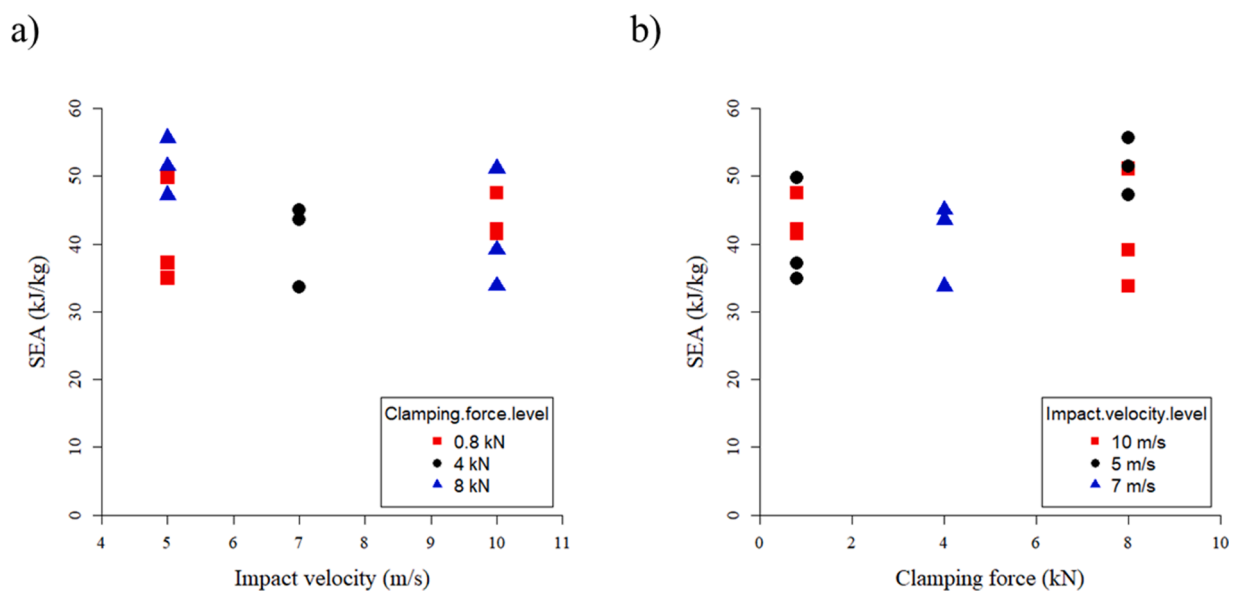 a)
60
50
40
30
20
10
0
SEA (kJ/kg)
4 5 6 7 8 9 10 11
Impact velocity (m/s)
Clamping.force.level
0.8 kN
4 kN
8 kN
b)
60
50
40
30
20
10
0
SEA (kJ/kg)
0 2 4 6 8 10
Clamping force (kN)
Impact.velocity.level
10 m/s
5 m/s
7 m/s